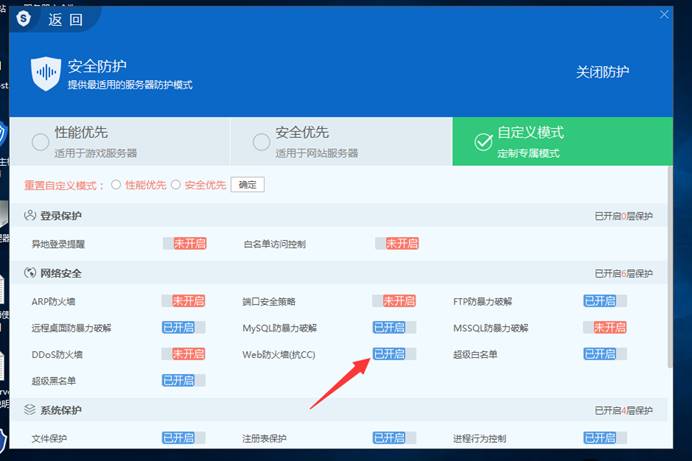 返 回
安全防护
提供最适用的服务器防护模式
关闭防护
性能优先
适用于游戏服务器
安全优先
适用于网站服务器
自定义模式
定制专属模式
重置自定义模式： 性能优先 安全优先 确定
登录保护 已开启0层保护
异地登录提醒 未开启 白名单访问控制 未开启
网络安全 已开启6层保护
ARP防火墙 未开启 端口安全策略 未开启 FTP防暴力破解 已开启
远程桌面防暴力破解 已开启 MySQL防暴力破解 已开启 MSSQL防暴力破解 未开启
DDoS防火墙 未开启 Web防火墙(抗CC) 已开启 超级白名单 已开启
超级黑名单 已开启
系统保护 已开启4层保护
文件保护 已开启 注册表保护 已开启 进程行为控制 已开启